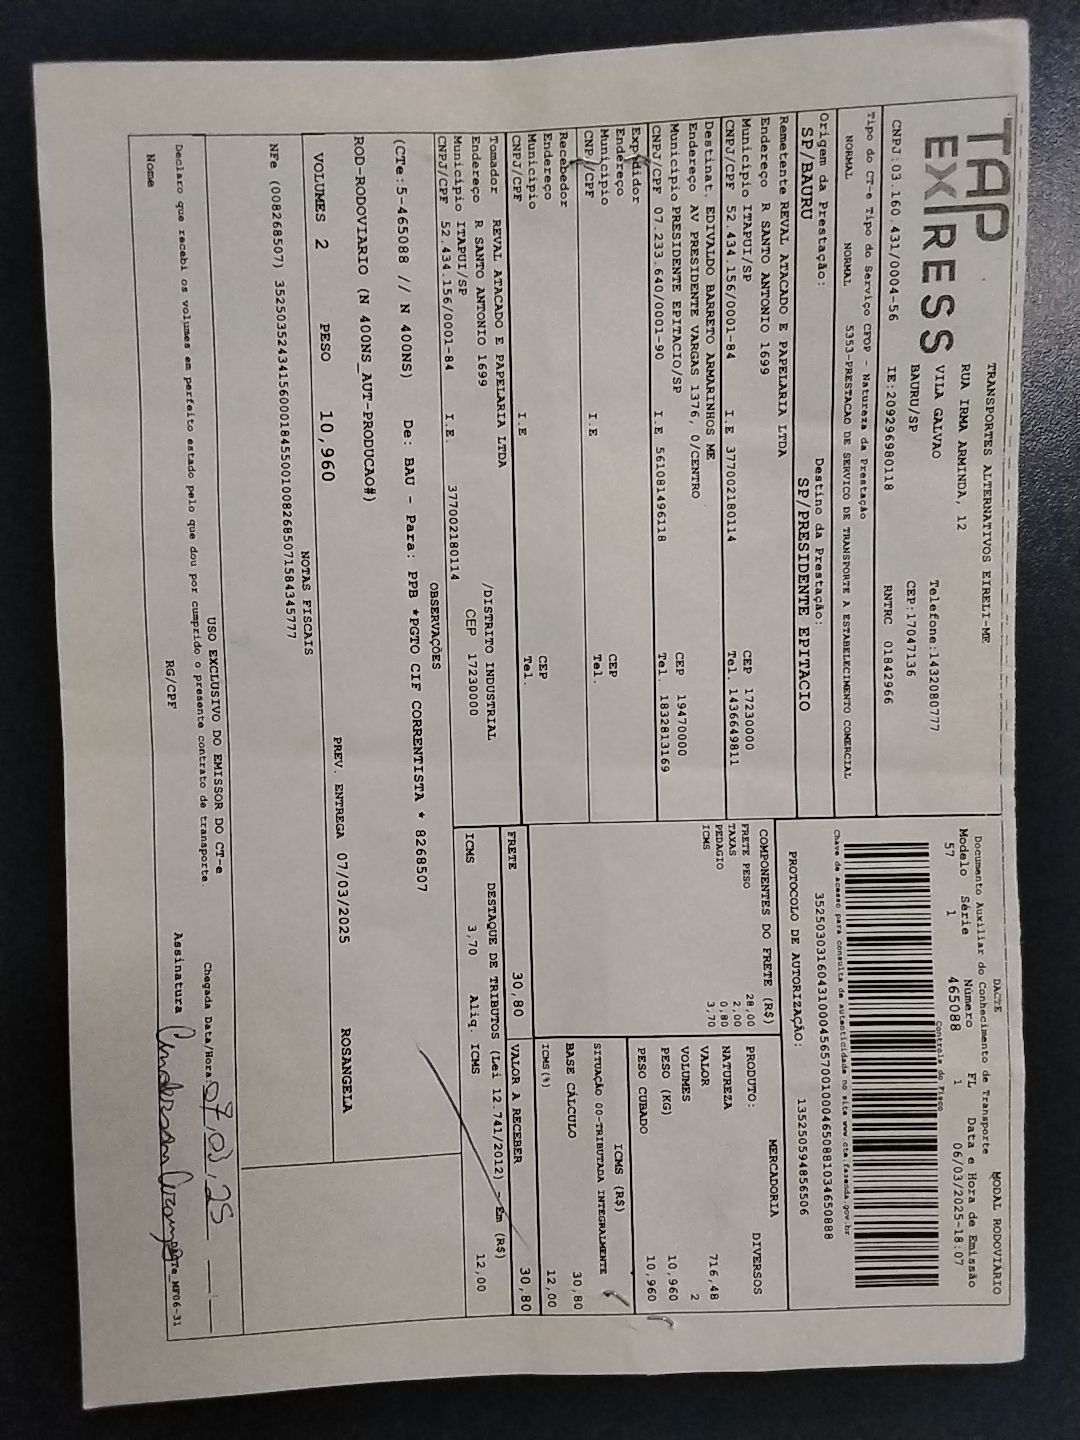 TAP
EXPRESS
TRANSPORTES ALTERNATIVOS EIRELI-ME
RUA IRMA ARMINDA, 12
VILA GALVAO Telefone:1432080777
BAURU/SP CEP:17047136
CNPJ:03.160.431/0004-56 IE:209296980118 RNTRC 01842966
DACTE MODAL RODOVIÁRIO
Documento Auxiliar do Conhecimento de Transporte
Modelo Série Número FL Data e Hora de Emissão
57 1 465088 1 06/03/2025-18:07
Controle do Fisco
Chave de acesso para consulta de autenticidade no site www.cte.fazenda.gov.br
35250303160431000456570010004650881034650888
PROTOCOLO DE AUTORIZAÇÃO: 135250594856506
Tipo do CT-e Tipo do Serviço CFOP - Natureza da Prestação
NORMAL NORMAL 5353-PRESTACAO DE SERVICO DE TRANSPORTE A ESTABELECIMENTO COMERCIAL
Origem da Prestação: Destino da Prestação:
SP/BAURU SP/PRESIDENTE EPITACIO
Remetente REVAL ATACADO E PAPELARIA LTDA
Endereço R SANTO ANTONIO 1699
Município ITAPUI/SP CEP 17230000
CNPJ/CPF 52.434.156/0001-84 I.E 377002180114 Tel. 1436649811
Destinat. EDIVALDO BARRETO ARMARINHOS ME
Endereço AV PRESIDENTE VARGAS 1376, 0/CENTRO
Município PRESIDENTE EPITACIO/SP CEP 19470000
CNPJ/CPF 07.233.640/0001-90 I.E 561081496118 Tel. 1832813169
Expedidor
Endereço
Município CEP
CNPJ/CPF I.E Tel.
Recebedor
Endereço
Município CEP
CNPJ/CPF I.E Tel.
Tomador REVAL ATACADO E PAPELARIA LTDA
Endereço R SANTO ANTONIO 1699 /DISTRITO INDUSTRIAL
Município ITAPUI/SP CEP 17230000
CNPJ/CPF 52.434.156/0001-84 I.E. 377002180114
COMPONENTES DO FRETE (R$)
FRETE PESO 28,00
TAXAS 2,00
PEDAGIO 0,80
ICMS 3,70
MERCADORIA
PRODUTO: DIVERSOS
NATUREZA
VALOR 716,48
VOLUMES 2
PESO (KG) 10,960
PESO CUBADO 10,960
ICMS (R$)
SITUAÇÃO 00-TRIBUTADA INTEGRALMENTE
BASE CÁLCULO 30,80
ICMS(%) 12,00
FRETE 30,80 VALOR A RECEBER 30,80
DESTAQUE DE TRIBUTOS (Lei 12.741/2012) - Em (R$)
ICMS 3,70 Aliq. ICMS 12,00
OBSERVAÇÕES
(CTe:5-465088 // N 400NS) De: BAU - Para: PPB *PGTO CIF CORRENTISTA * 8268507
ROD-RODOVIARIO (N 400NS_AUT-PRODUCAO#)
VOLUMES 2 PESO 10,960 PREV. ENTREGA 07/03/2025 ROSANGELA
NOTAS FISCAIS
NFe (008268507) 35250352434156000184550010082685071584345777
USO EXCLUSIVO DO EMISSOR DO CT-e
Declaro que recebi os volumes em perfeito estado pelo que dou por cumprido o presente contrato de transporte.
Chegada Data/Hora: 07,03,25
Nome RG/CPF Assinatura
DACTe_MF06-31